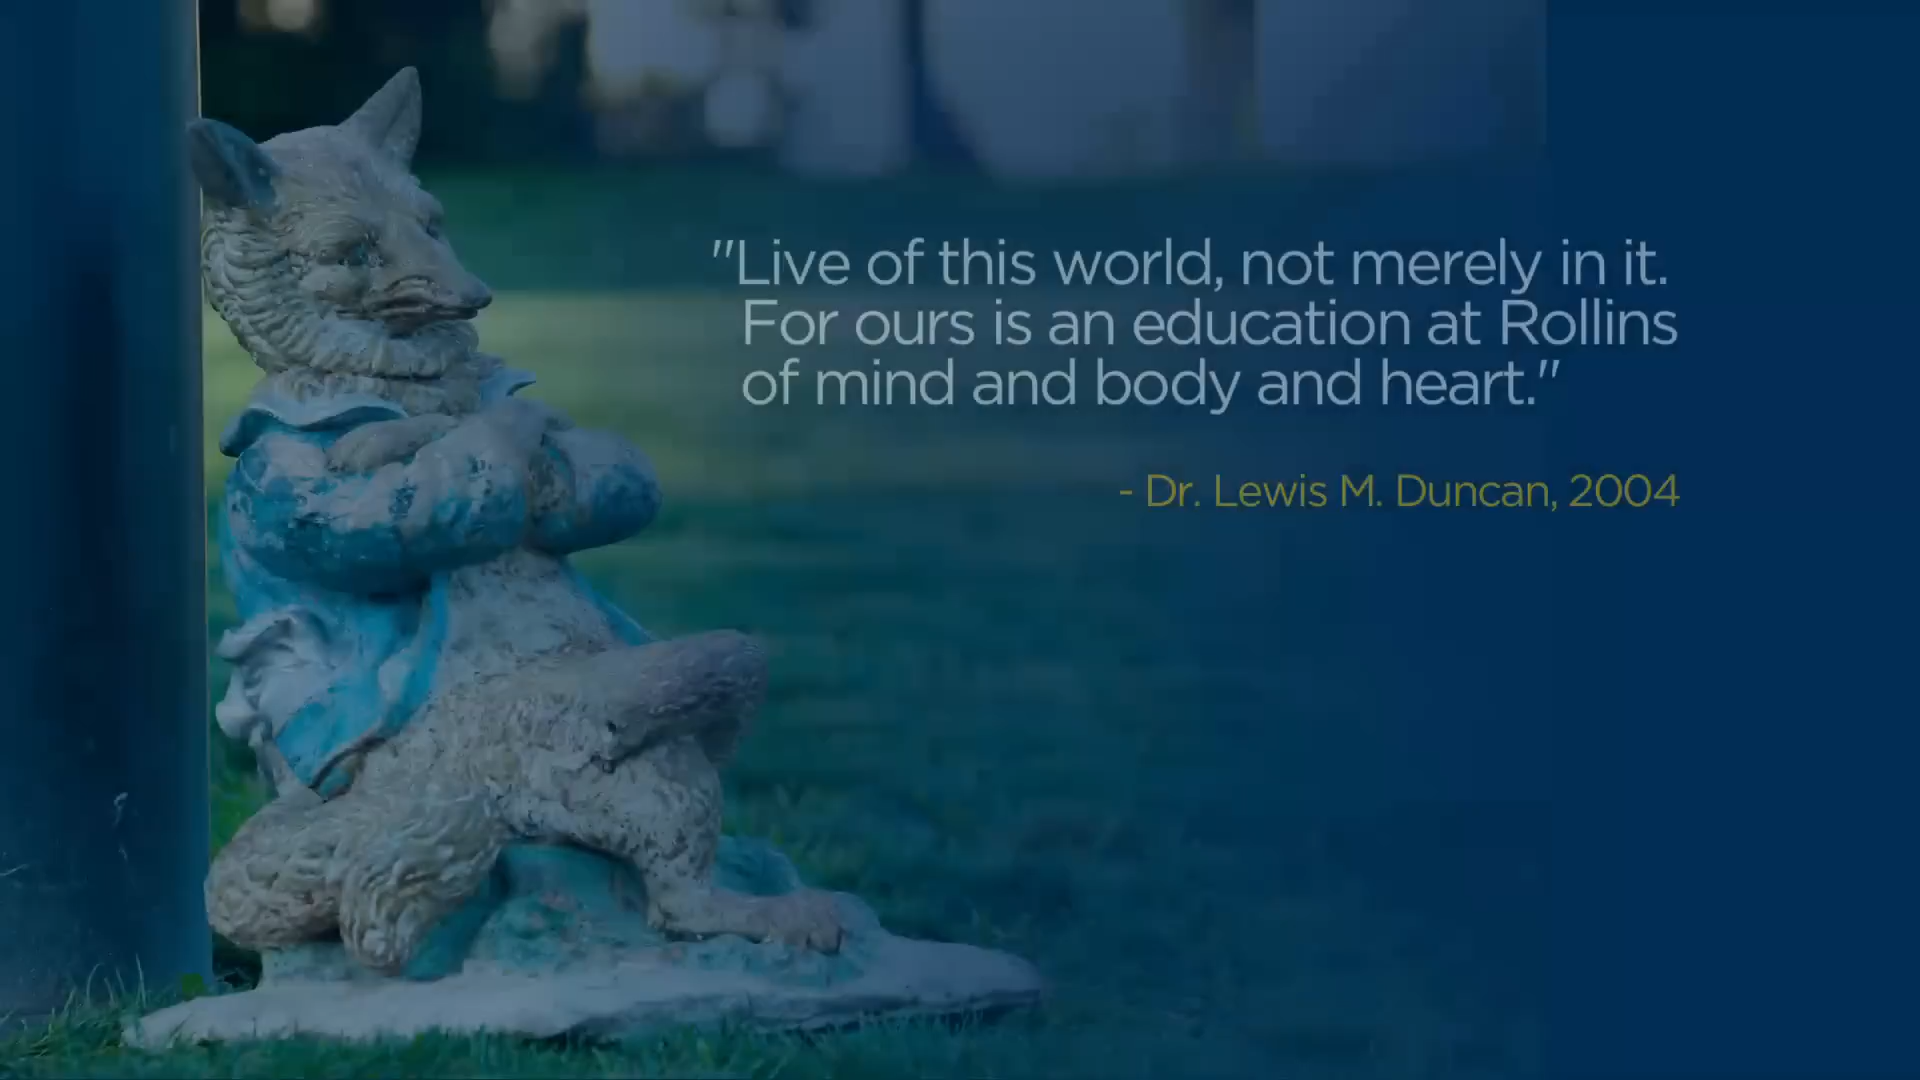 "Live of this world, not merely in it.
For ours is an education at Rollins
of mind and body and heart."
- Dr. Lewis M. Duncan, 2004